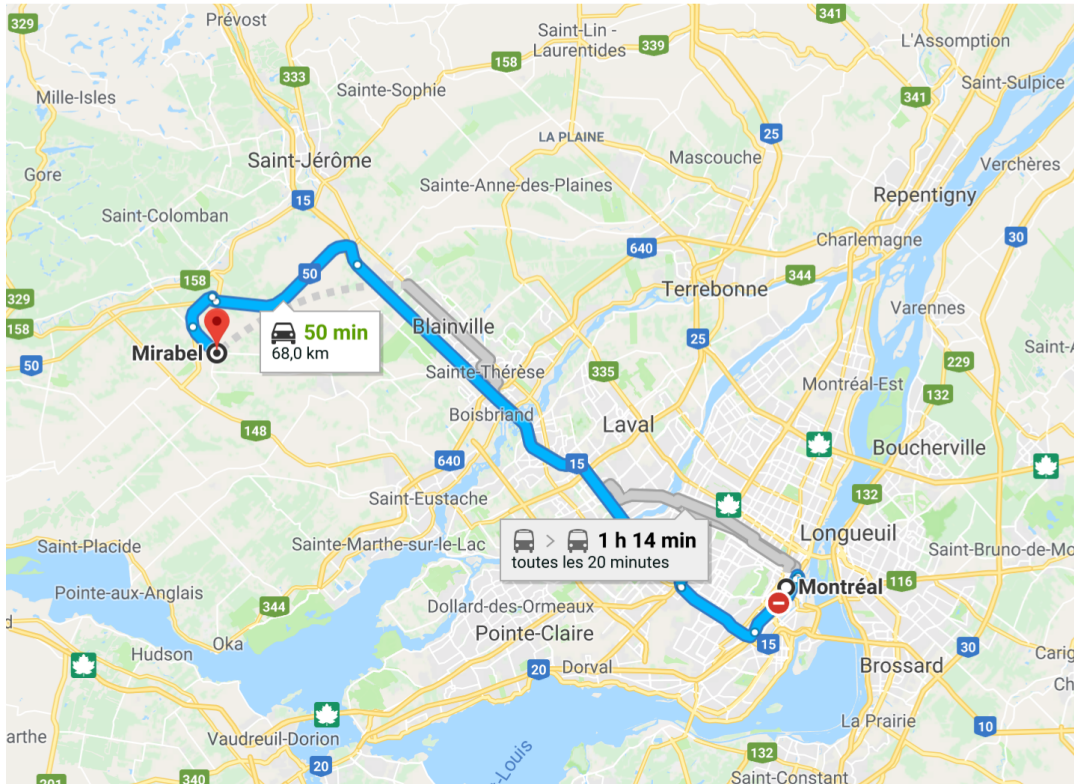 329
Prévost
341
Saint-Lin -
Laurentides
339
L'Assomption
158
333
Sainte-Sophie
Saint-Sulpice
Mille-Isles
341
25
LA PLAINE
Saint-Jérôme
Mascouche
Verchères
Gore
Sainte-Anne-des-Plaines
Repentigny
15
Saint-Colomban
30
Charlemagne
640
50
344
158
Terrebonne
329
158
Varennes
Blainville
50 min
68,0 km
25
Mirabel
Saint-A
50
229
Sainte-Thérèse
335
Montréal-Est
132
Boisbriand
Laval
148
Boucherville
640
15
Saint-Eustache
132
Longueuil
Saint-Placide
Sainte-Marthe-sur-le-Lac
> 1 h 14 min
toutes les 20 minutes
Saint-Bruno-de-Mo
116
Montréal
Pointe-aux-Anglais
344
Dollard-des-Ormeaux
Pointe-Claire
Oka
15
30
Hudson
20
Dorval
Brossard
Carig
Ch
La Prairie
10
arthe
Vaudreuil-Dorion
-Louis
132
20
340
201
Saint-Constant